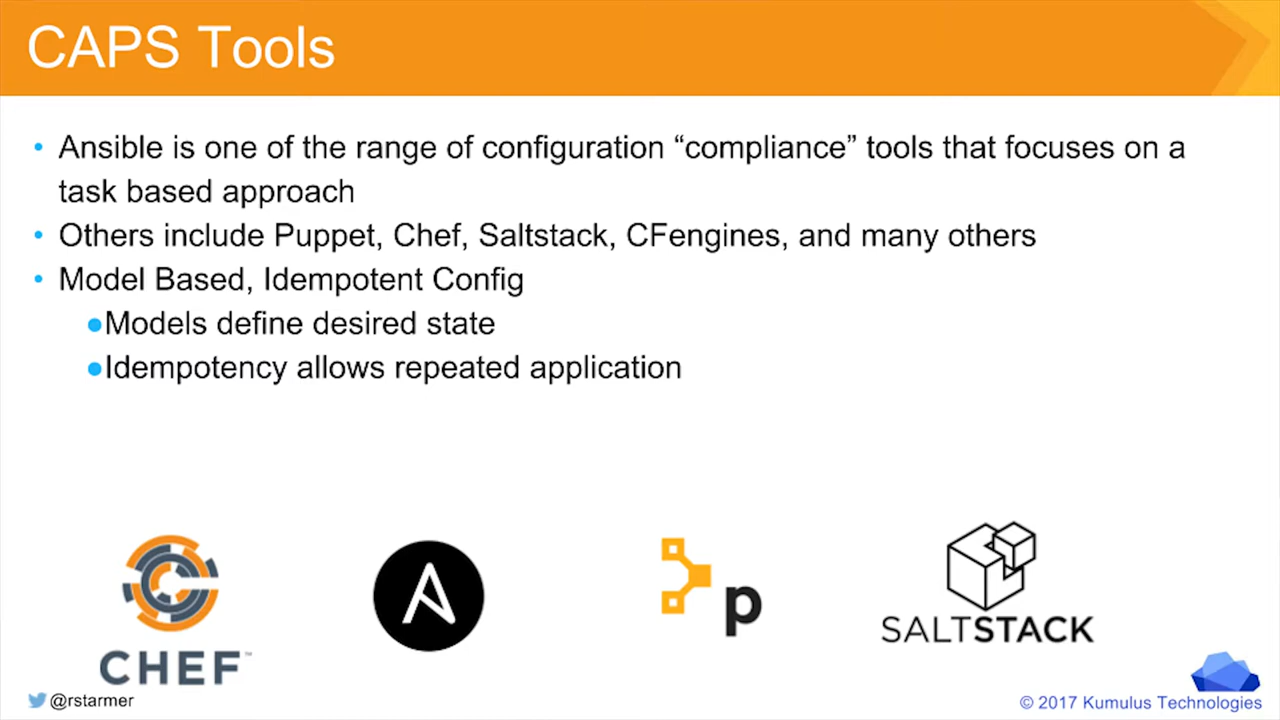 CAPS Tools
• Ansible is one of the range of configuration “compliance” tools that focuses on a
task based approach
• Others include Puppet, Chef, Saltstack, CFengines, and many others
• Model Based, Idempotent Config
●Models define desired state
●Idempotency allows repeated application
CHEF™
A
p
SALTSTACK
@rstarmer
© 2017 Kumulus Technologies